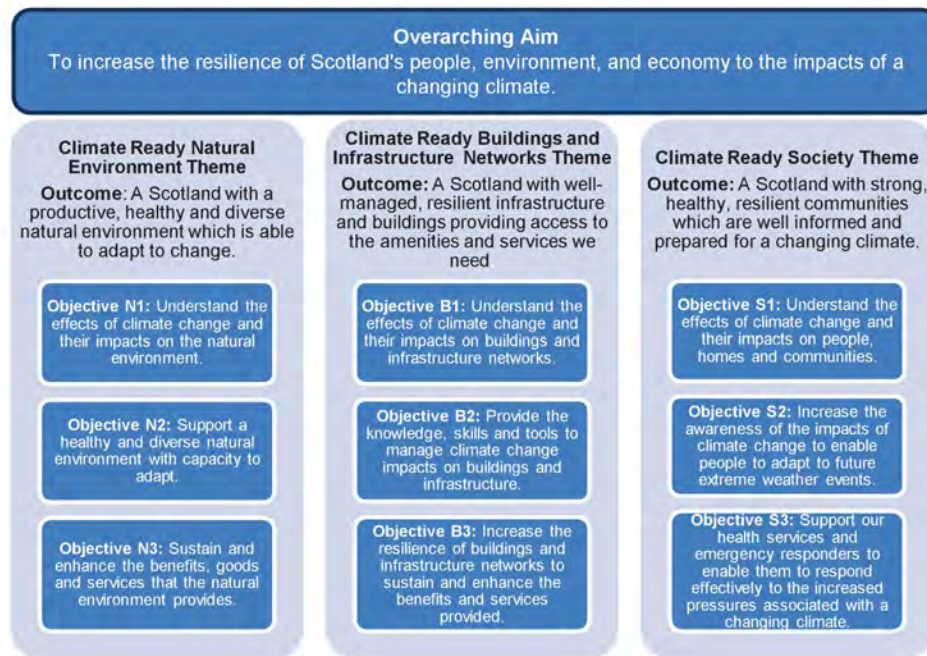 Overarching Aim
To increase the resilience of Scotland's people, environment, and economy to the impacts of a
changing climate.
Climate Ready Natural
Environment Theme
Outcome: A Scotland with a
productive, healthy and diverse
natural environment which is able
to adapt to change.
Objective N1: Understand the
effects of climate change and
their impacts on the natural
environment.
Objective N2: Support a
healthy and diverse natural
environment with capacity to
adapt.
Objective N3: Sustain and
enhance the benefits, goods
and services that the natural
environment provides.
Climate Ready Buildings and
Infrastructure Networks Theme
Outcome: A Scotland with well-
managed, resilient infrastructure
and buildings providing access to
the amenities and services we
need
Objective B1: Understand the
effects of climate change and
their impacts on buildings and
infrastructure networks.
Objective B2: Provide the
knowledge, skills and tools to
manage climate change
impacts on buildings and
infrastructure.
Objective B3: Increase the
resilience of buildings and
infrastructure networks to
sustain and enhance the
benefits and services
provided.
Climate Ready Society Theme
Outcome: A Scotland with strong,
healthy, resilient communities
which are well informed and
prepared for a changing climate.
Objective S1: Understand the
effects of climate change and
their impacts on people,
homes and communities.
Objective S2: Increase the
awareness of the impacts of
climate change to enable
people to adapt to future
extreme weather events.
Objective S3: Support our
health services and
emergency responders to
enable them to respond
effectively to the increased
pressures associated with a
changing climate.